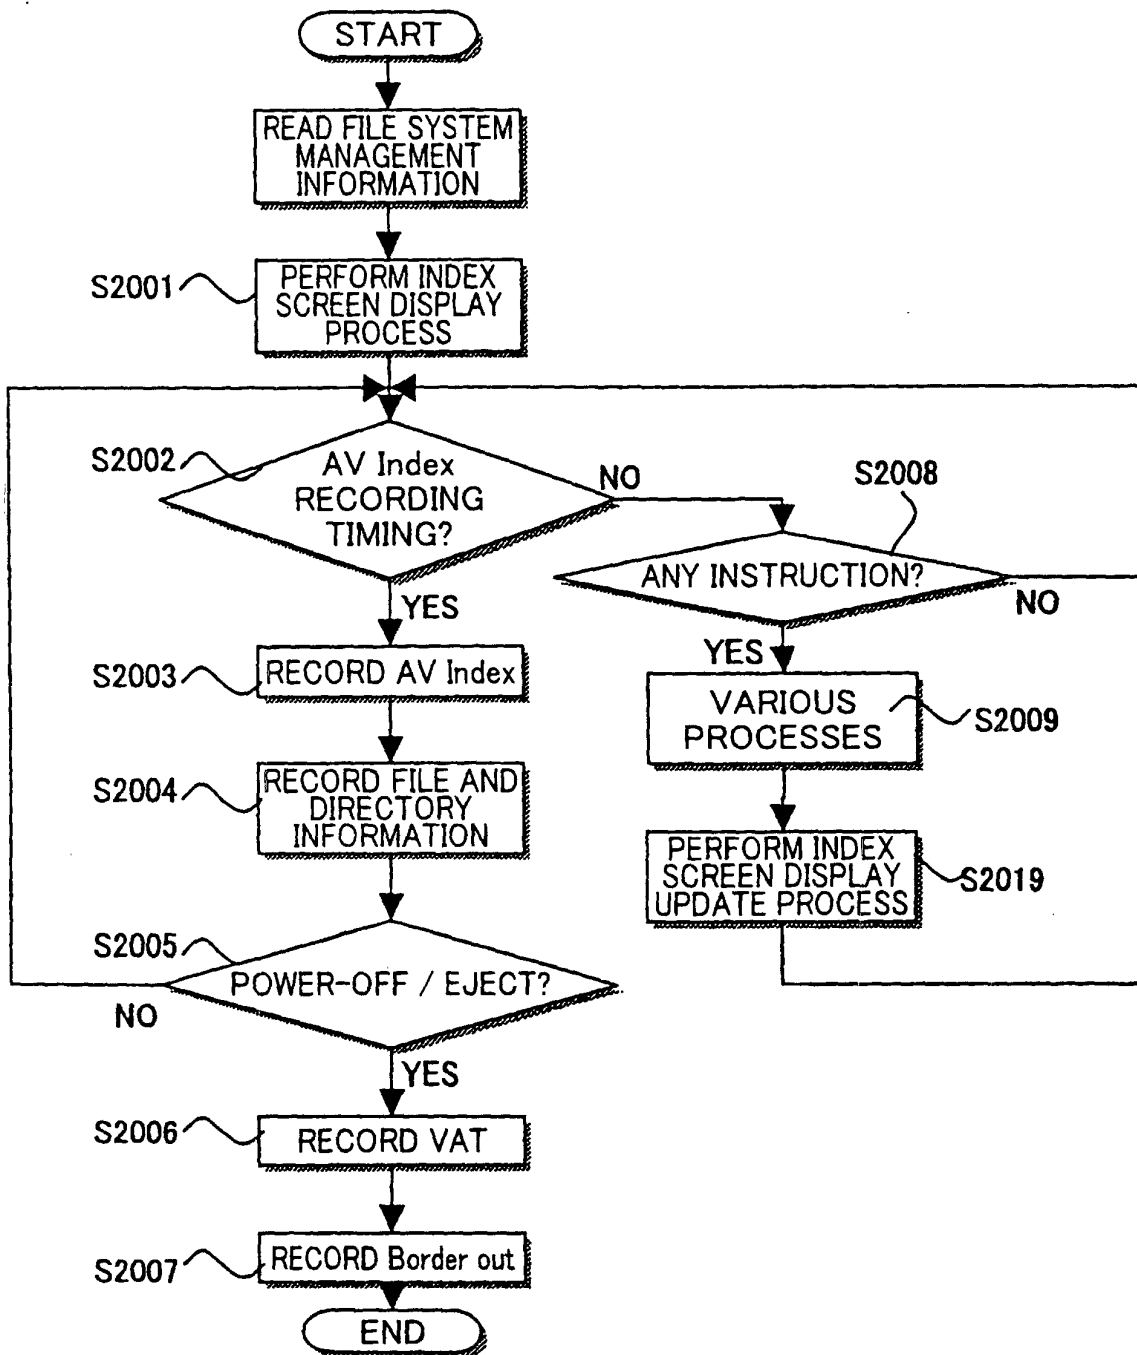 START
READ FILE SYSTEM
MANAGEMENT
INFORMATION
S2001
PERFORM INDEX
SCREEN DISPLAY
PROCESS
S2002
AV Index
RECORDING
TIMING?
NO
S2008
ANY INSTRUCTION?
NO
YES
YES
S2003
RECORD AV Index
VARIOUS
PROCESSES
S2009
S2004
RECORD FILE AND
DIRECTORY
INFORMATION
PERFORM INDEX
SCREEN DISPLAY
UPDATE PROCESS
S2019
S2005
POWER-OFF / EJECT?
NO
YES
S2006
RECORD VAT
S2007
RECORD Border out
END